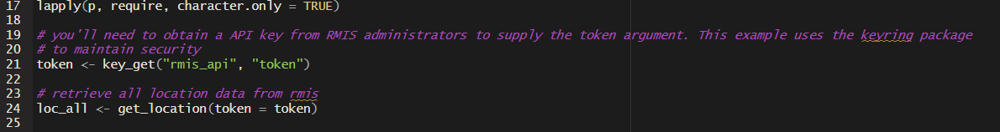 17 lapply(p, require, character.only = TRUE)
18
19 # you'll need to obtain a API key from RMIS administrators to supply the token argument. This example uses the keyring package
20 # to maintain security
21 token <- key_get("rmis_api", "token")
22
23 # retrieve all location data from rmis
24 loc_all <- get_location(token = token)
25